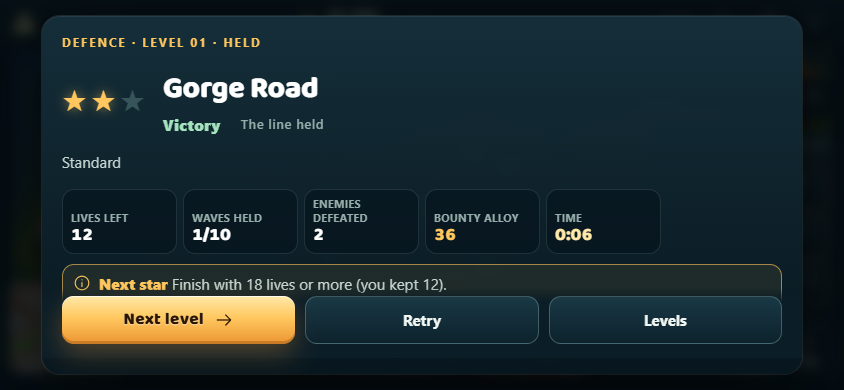 DEFENCE · LEVEL 01 · HELD
Gorge Road
Victory The line held
Standard
LIVES LEFT
12
WAVES HELD
1/10
ENEMIES
DEFEATED
2
BOUNTY ALLOY
36
TIME
0:06
Next star Finish with 18 lives or more (you kept 12).
Next level →
Retry
Levels